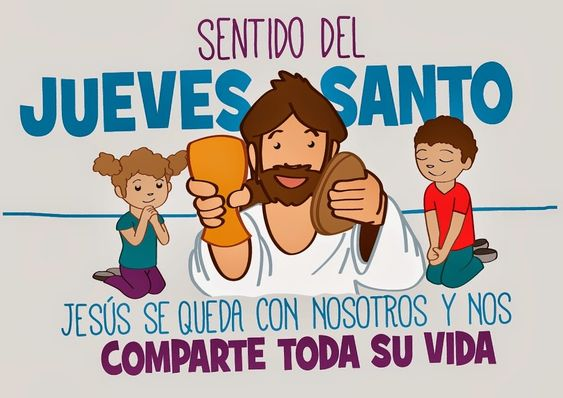 SENTIDO DEL
JUEVES SANTO
JESÚS SE QUEDA CON NOSOTROS Y NOS
COMPARTE TODA SU VIDA